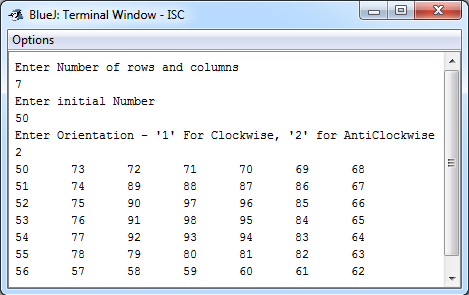 BlueJ: Terminal Window - ISC
Options
Enter Number of rows and columns
7
Enter initial Number
50
Enter Orientation - '1' For Clockwise, '2' for AntiClockwise
2
50 73 72 71 70 69 68
51 74 89 88 87 86 67
52 75 90 97 96 85 66
53 76 91 98 95 84 65
54 77 92 93 94 83 64
55 78 79 80 81 82 63
56 57 58 59 60 61 62